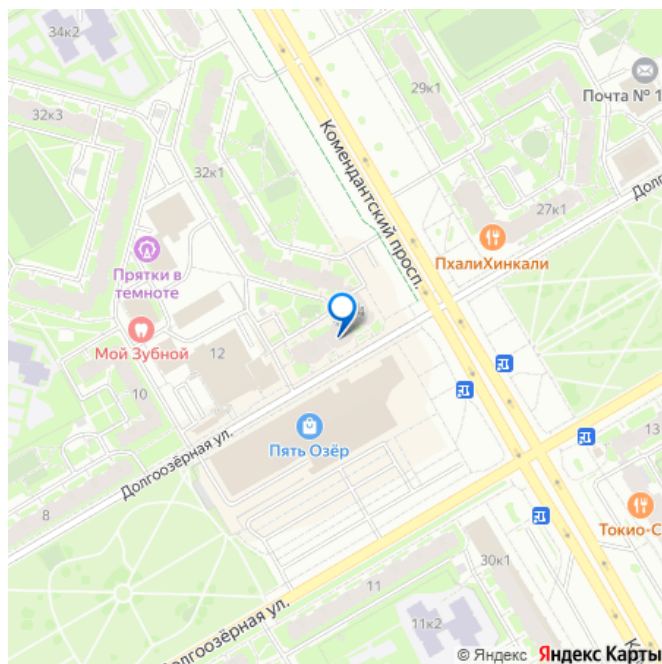 34к2
29к1
Почта № 1
32к3
Комендантский просп.
32к1
27к1
ПхалиХинкали
Прятки в
темноте
Мой Зубной
12
10
Пять Озёр
Долгоозёрная ул.
13
8
Токио-С
30к1
11
11к2
олгоозёрная ул.
© Яндекс Яндекс Карты